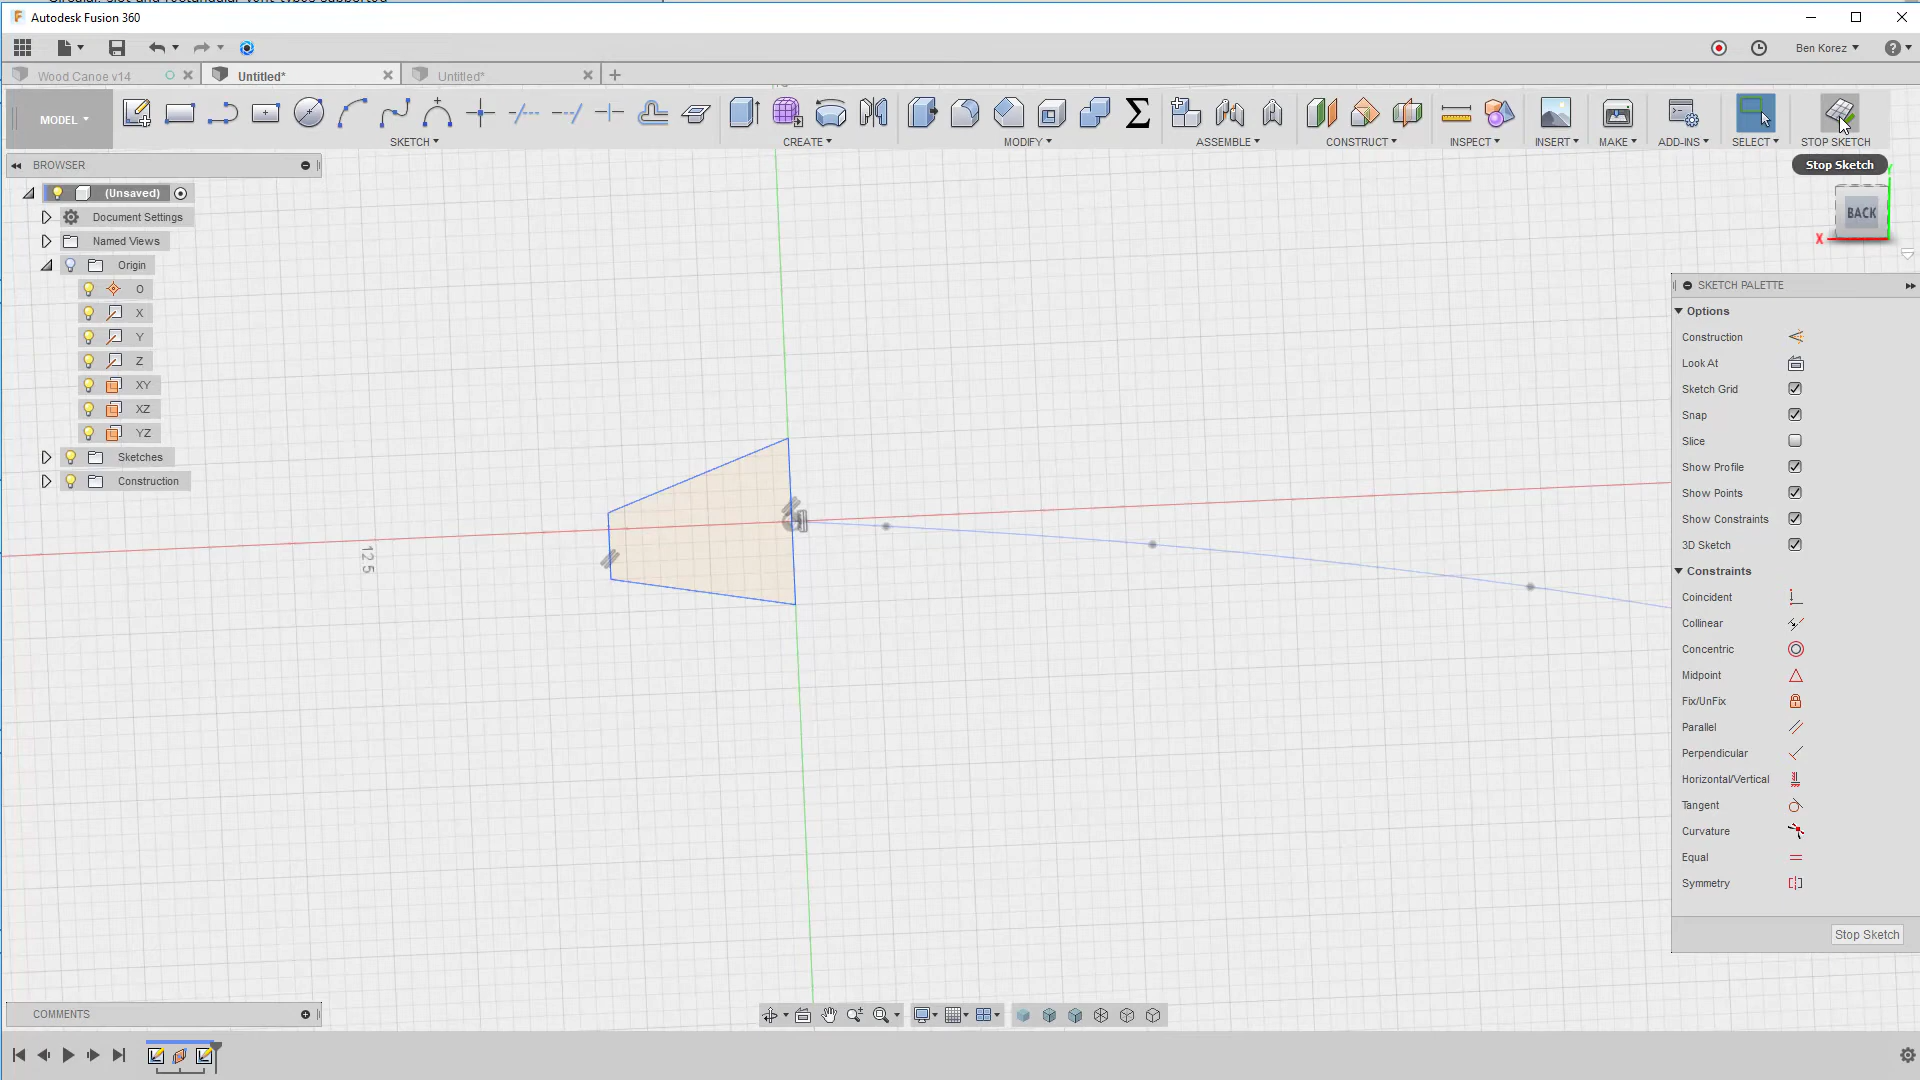 Autodesk Fusion 360
Ben Korez
Wood Canoe v14
Untitled*
Untitled*
MODEL
SKETCH
CREATE
MODIFY
ASSEMBLE
CONSTRUCT
INSPECT
INSERT
MAKE
ADD-INS
SELECT
STOP SKETCH
BROWSER
Stop Sketch
(Unsaved)
BACK
X
Document Settings
Named Views
Origin
O
X
Y
Z
XY
XZ
YZ
Sketches
Construction
12.5
SKETCH PALETTE
Options
Construction
Look At
Sketch Grid
Snap
Slice
Show Profile
Show Points
Show Constraints
3D Sketch
Constraints
Coincident
Collinear
Concentric
Midpoint
Fix/UnFix
Parallel
Perpendicular
Horizontal/Vertical
Tangent
Curvature
Equal
Symmetry
Stop Sketch
COMMENTS